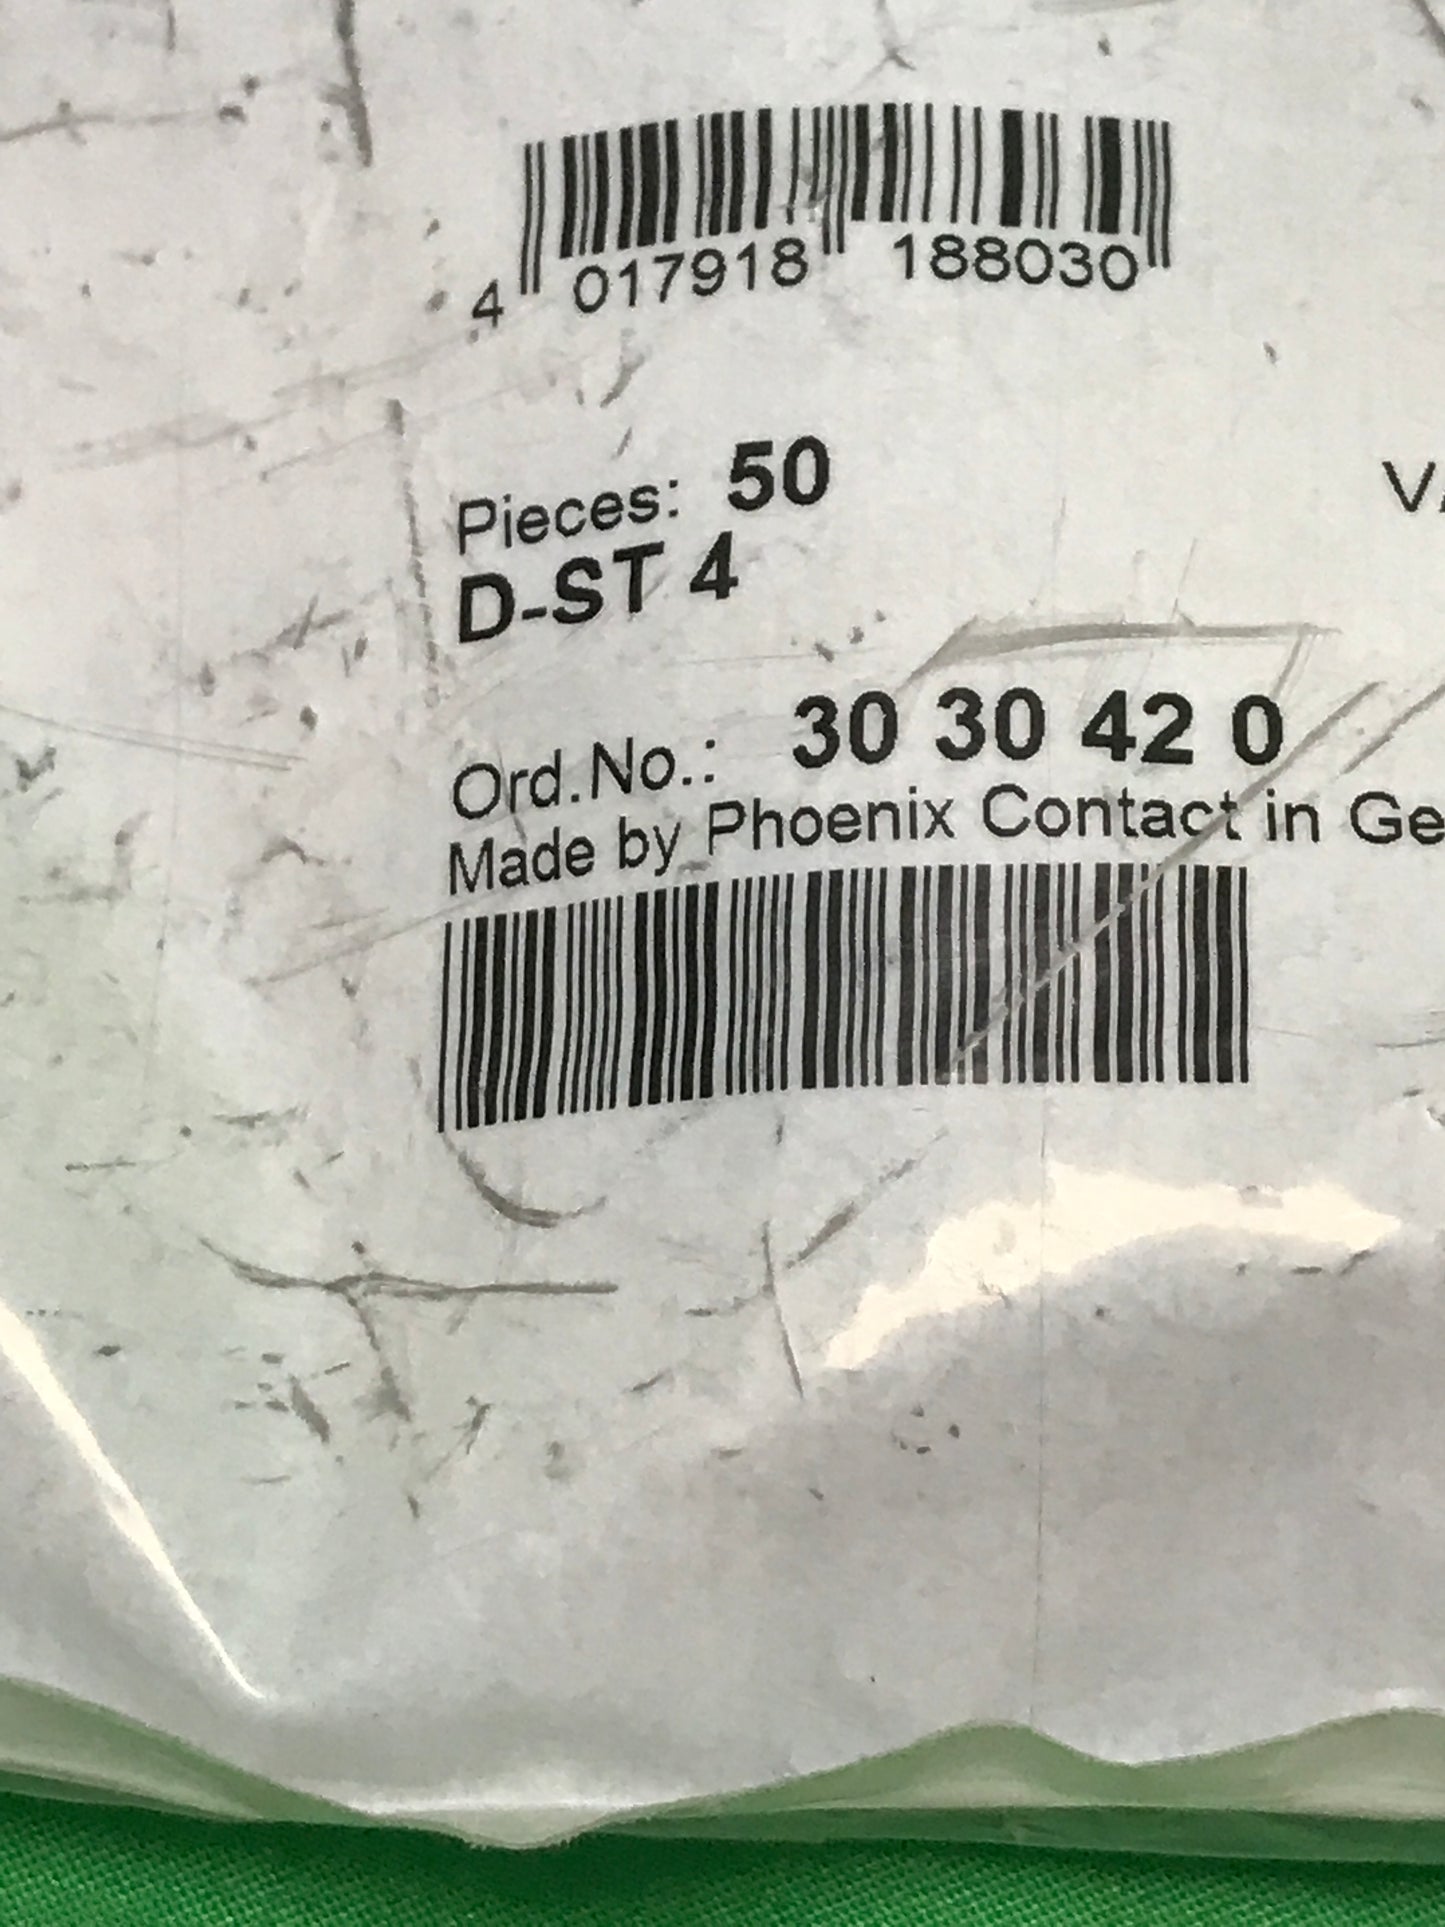 4 017918 188030
Pieces: 50
VA
D-ST 4
Ord.No.: 30 30 42 0
Made by Phoenix Contact in Ge